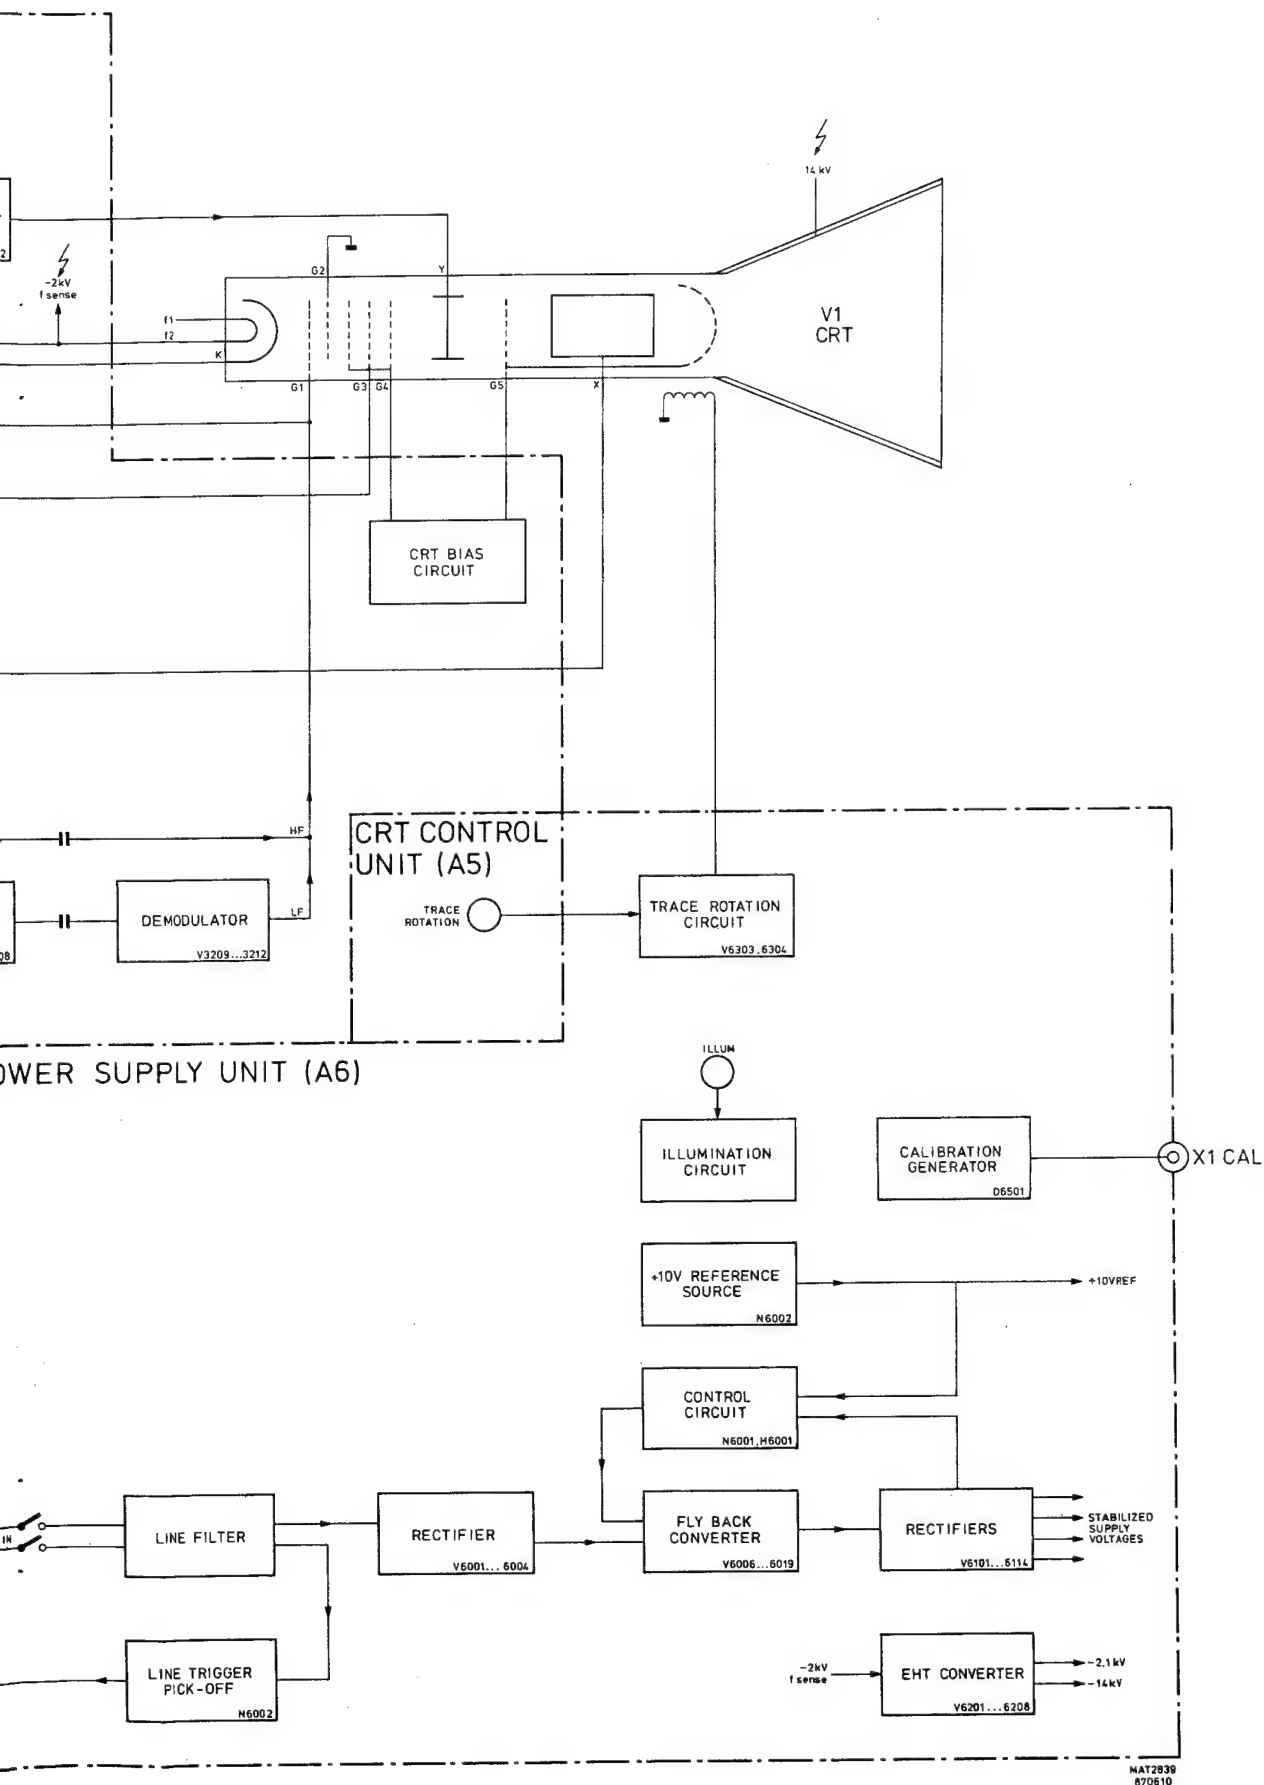 14 kV
2
-2kV
f sense
G2
Y
f1
f2
K
V1
CRT
G1
G3
G4
G5
X
CRT BIAS
CIRCUIT
HF
CRT CONTROL
UNIT (A5)
TRACE
ROTATION
TRACE ROTATION
CIRCUIT
V6303,6304
DEMODULATOR
LF
V3209...3212
08
OWER SUPPLY UNIT (A6)
ILLUM
ILLUMINATION
CIRCUIT
CALIBRATION
GENERATOR
D6501
X1 CAL
+10V REFERENCE
SOURCE
N6002
+10VREF
CONTROL
CIRCUIT
N6001,H6001
IN
LINE FILTER
RECTIFIER
V6001...6004
FLY BACK
CONVERTER
V6006...6019
RECTIFIERS
V6101...6114
STABILIZED
SUPPLY
VOLTAGES
LINE TRIGGER
PICK-OFF
N6002
-2kV
f sense
EHT CONVERTER
V6201...6208
-2.1kV
-14kV
MAT2839
870610